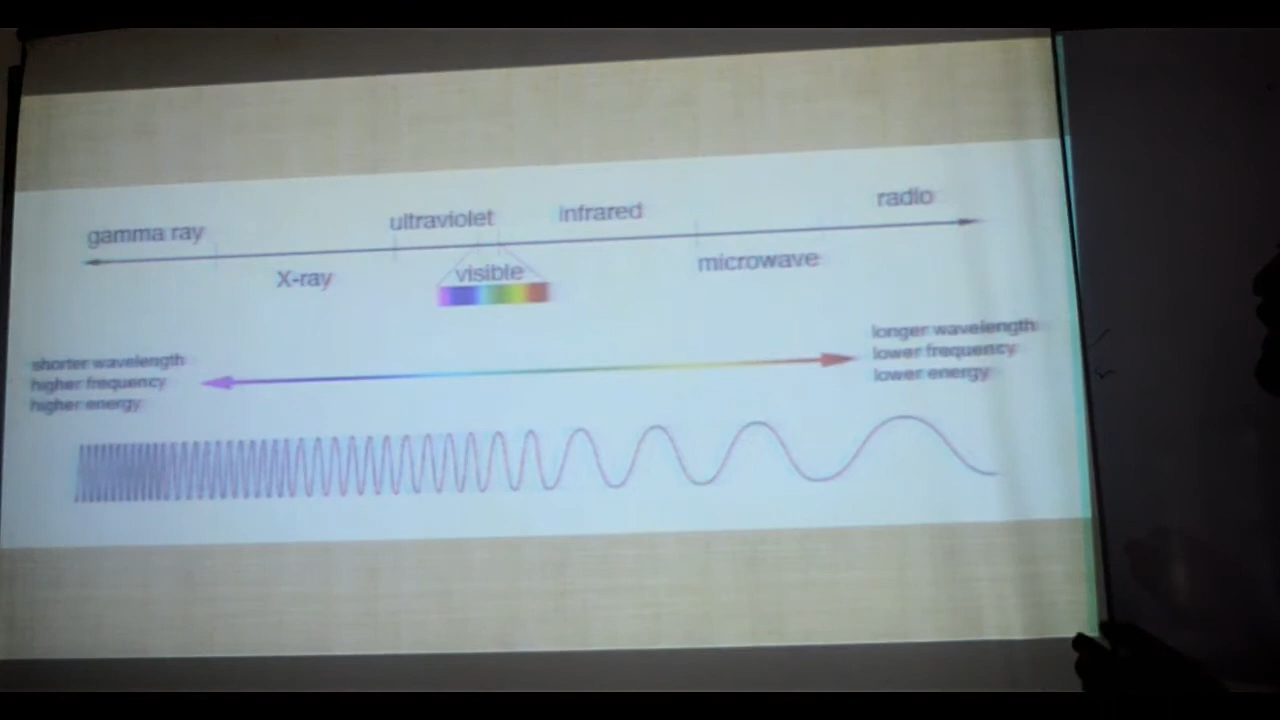 gamma ray
X-ray
ultraviolet
visible
infrared
microwave
radio
shorter wavelength
higher frequency
higher energy
longer wavelength
lower frequency
lower energy